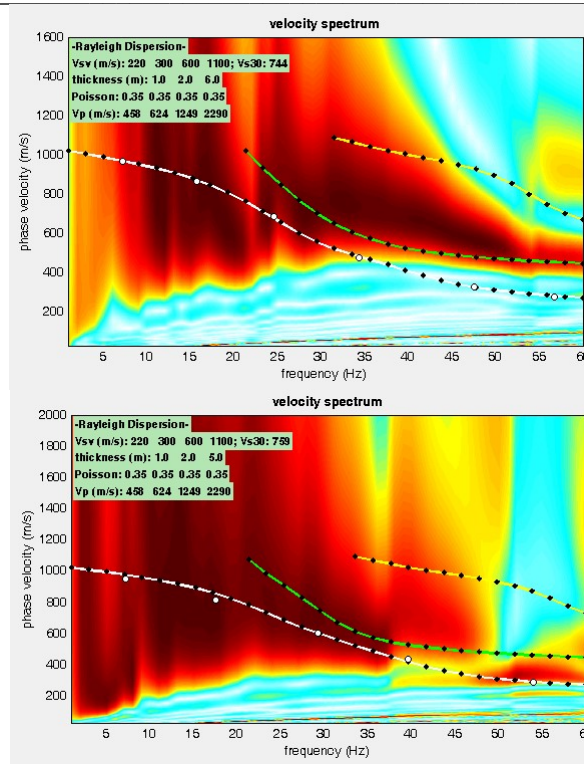 velocity spectrum
-Rayleigh Dispersion-
Vsv (m/s): 220 300 600 1100; Vs30: 744
thickness (m): 1.0 2.0 6.0
Poisson: 0.35 0.35 0.35 0.35
Vp (m/s): 458 624 1249 2290
1600
1400
1200
1000
800
600
400
200
phase velocity (m/s)
5 10 15 20 25 30 35 40 45 50 55 60
frequency (Hz)
velocity spectrum
-Rayleigh Dispersion-
Vsv (m/s): 220 300 600 1100; Vs30: 759
thickness (m): 1.0 2.0 5.0
Poisson: 0.35 0.35 0.35 0.35
Vp (m/s): 458 624 1249 2290
2000
1800
1600
1400
1200
1000
800
600
400
200
phase velocity (m/s)
5 10 15 20 25 30 35 40 45 50 55 6
frequency (Hz)